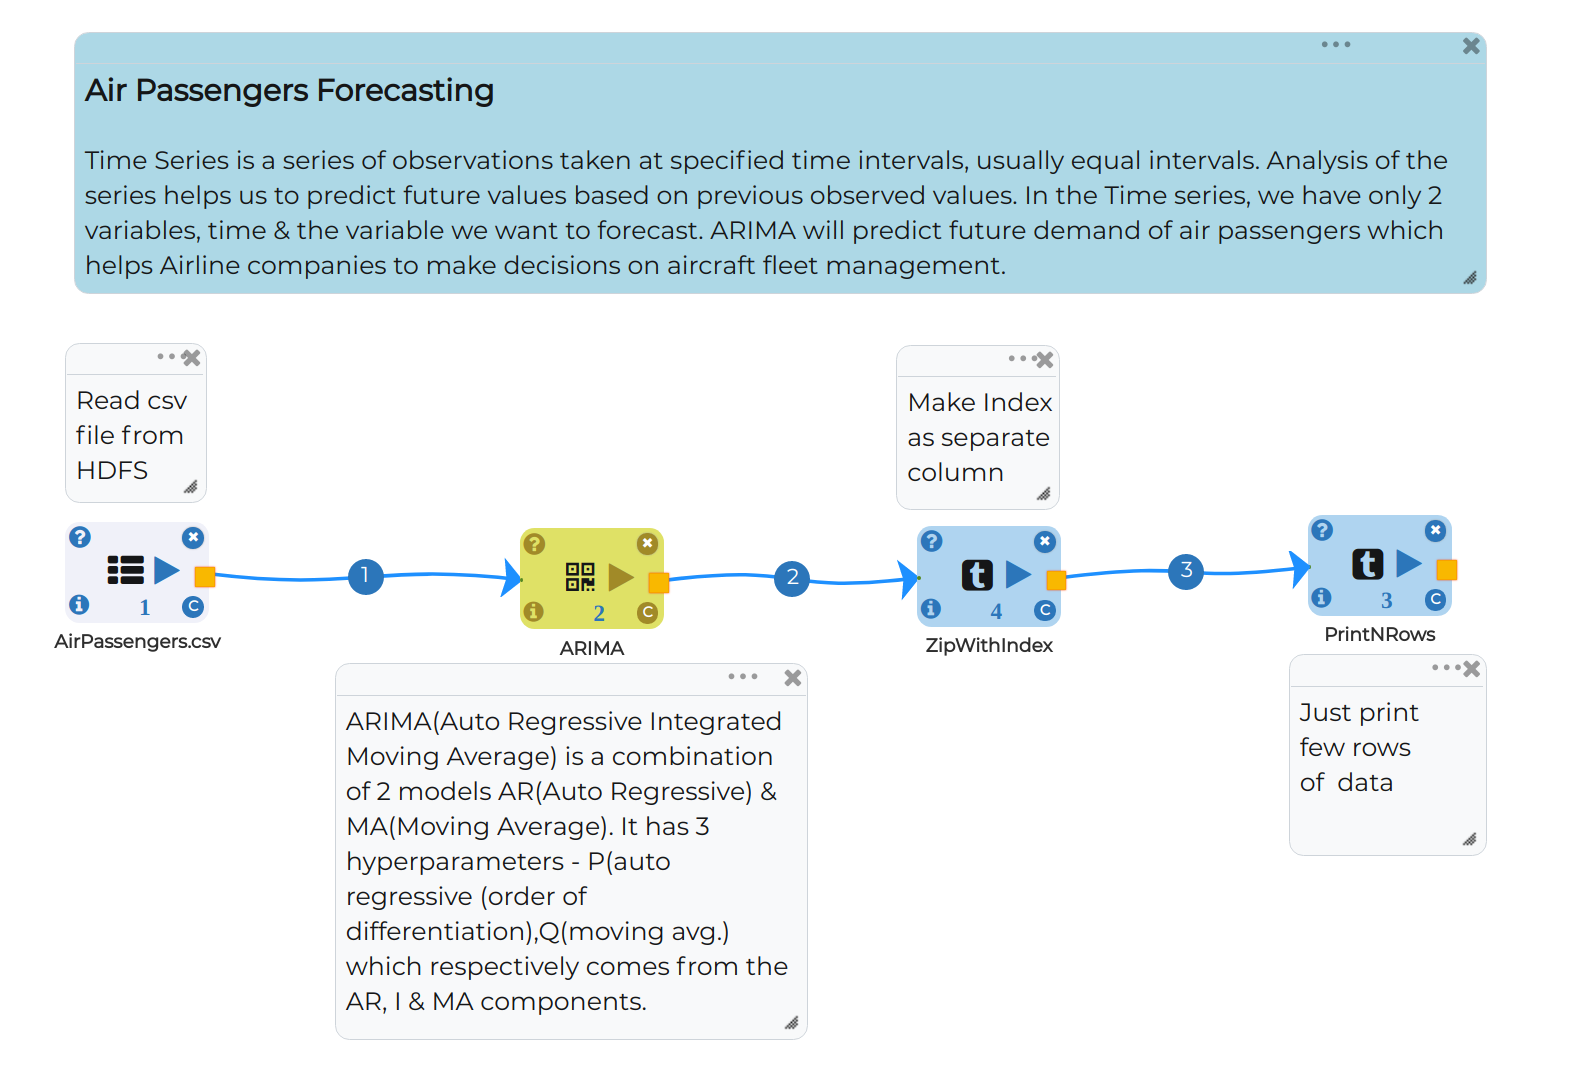 Air Passengers Forecasting
Time Series is a series of observations taken at specified time intervals, usually equal intervals. Analysis of the
series helps us to predict future values based on previous observed values. In the Time series, we have only 2
variables, time & the variable we want to forecast. ARIMA will predict future demand of air passengers which
helps Airline companies to make decisions on aircraft fleet management.
Read csv
file from
HDFS
Make Index
as separate
column
? 1 i C
AirPassengers.csv
1
? 2 i C
ARIMA
2
? t 4 i C
ZipWithIndex
3
? t 3 i C
PrintNRows
ARIMA(Auto Regressive Integrated
Moving Average) is a combination
of 2 models AR(Auto Regressive) &
MA(Moving Average). It has 3
hyperparameters - P(auto
regressive (order of
differentiation),Q(moving avg.)
which respectively comes from the
AR, I & MA components.
Just print
few rows
of  data